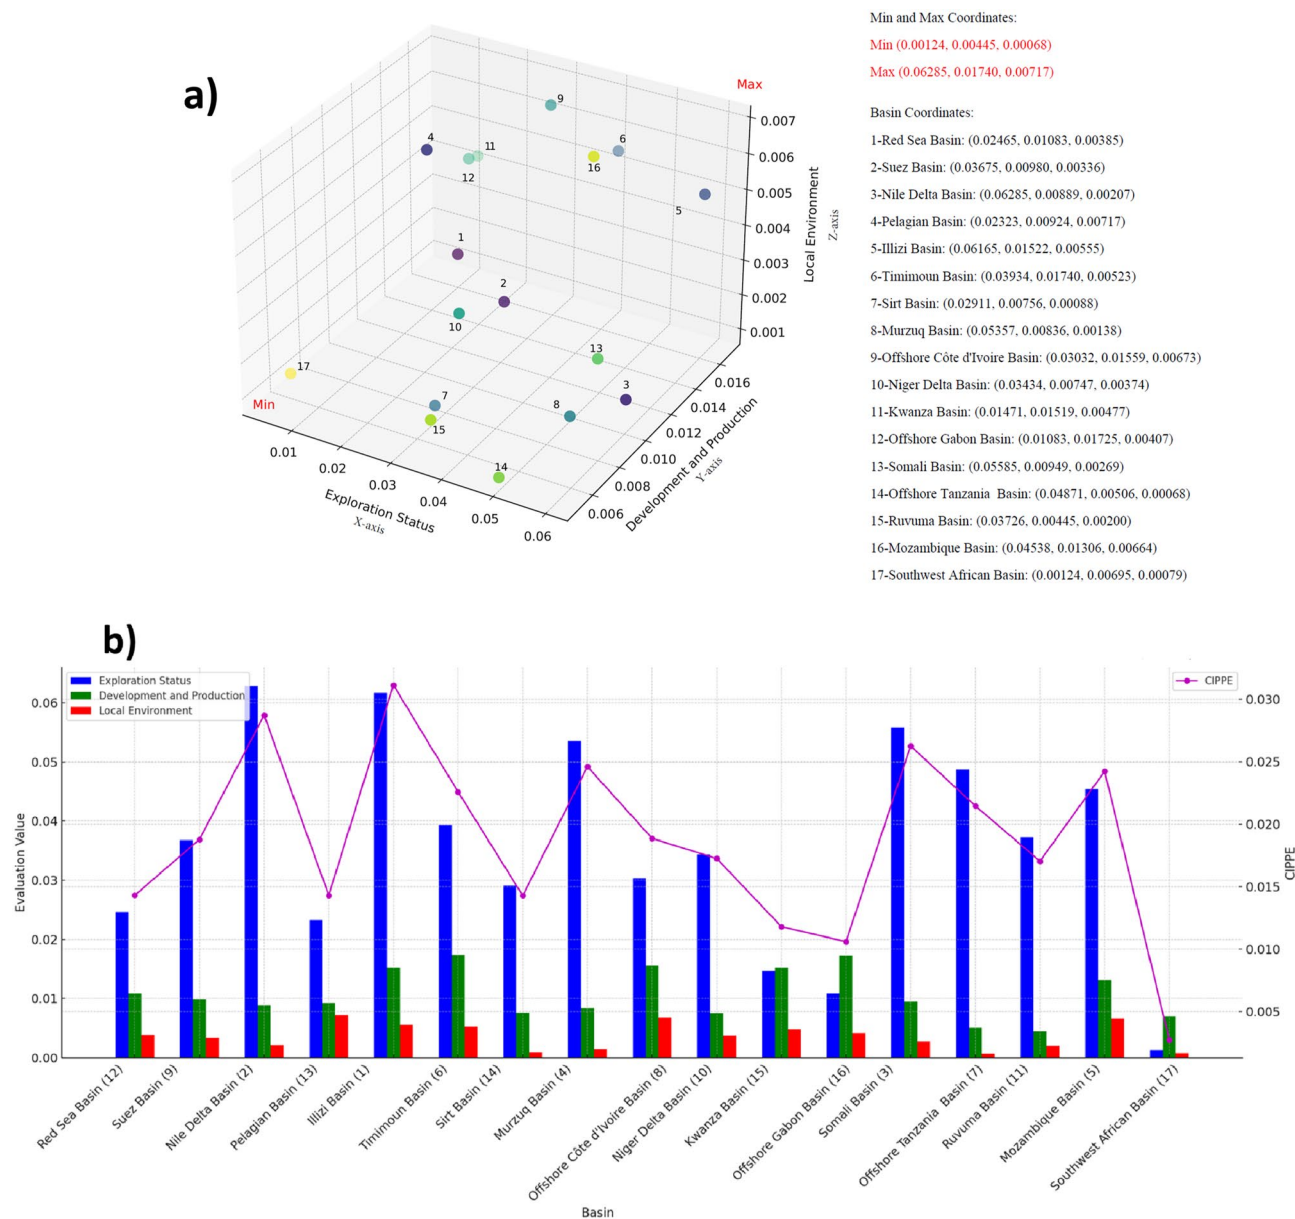 a)
Max
Min
4
11
12
9
6
16
5
1
2
10
17
7
15
13
3
8
14
0.007
0.006
0.005
0.004
0.003
0.002
0.001
Local Environment
Z-axis
0.016
0.014
0.012
0.010
0.008
0.006
Development and Production
Y-axis
0.01
0.02
0.03
0.04
0.05
0.06
Exploration Status
X-axis
Min and Max Coordinates:
Min (0.00124, 0.00445, 0.00068)
Max (0.06285, 0.01740, 0.00717)
Basin Coordinates:
1-Red Sea Basin: (0.02465, 0.01083, 0.00385)
2-Suez Basin: (0.03675, 0.00980, 0.00336)
3-Nile Delta Basin: (0.06285, 0.00889, 0.00207)
4-Pelagian Basin: (0.02323, 0.00924, 0.00717)
5-Illizi Basin: (0.06165, 0.01522, 0.00555)
6-Timimoun Basin: (0.03934, 0.01740, 0.00523)
7-Sirt Basin: (0.02911, 0.00756, 0.00088)
8-Murzuq Basin: (0.05357, 0.00836, 0.00138)
9-Offshore Côte d'Ivoire Basin: (0.03032, 0.01559, 0.00673)
10-Niger Delta Basin: (0.03434, 0.00747, 0.00374)
11-Kwanza Basin: (0.01471, 0.01519, 0.00477)
12-Offshore Gabon Basin: (0.01083, 0.01725, 0.00407)
13-Somali Basin: (0.05585, 0.00949, 0.00269)
14-Offshore Tanzania Basin: (0.04871, 0.00506, 0.00068)
15-Ruvuma Basin: (0.03726, 0.00445, 0.00200)
16-Mozambique Basin: (0.04538, 0.01306, 0.00664)
17-Southwest African Basin: (0.00124, 0.00695, 0.00079)
b)
Exploration Status
Development and Production
Local Environment
CIPPE
0.06
0.05
0.04
0.03
0.02
0.01
0.00
Evaluation Value
0.030
0.025
0.020
0.015
0.010
0.005
CIPPE
Red Sea Basin (12)
Suez Basin (9)
Nile Delta Basin (2)
Pelagian Basin (13)
Illizi Basin (1)
Timimoun Basin (6)
Sirt Basin (14)
Murzuq Basin (4)
Offshore Côte d'Ivoire Basin (8)
Niger Delta Basin (10)
Kwanza Basin (15)
Offshore Gabon Basin (16)
Somali Basin (3)
Offshore Tanzania Basin (7)
Ruvuma Basin (11)
Mozambique Basin (5)
Southwest African Basin (17)
Basin